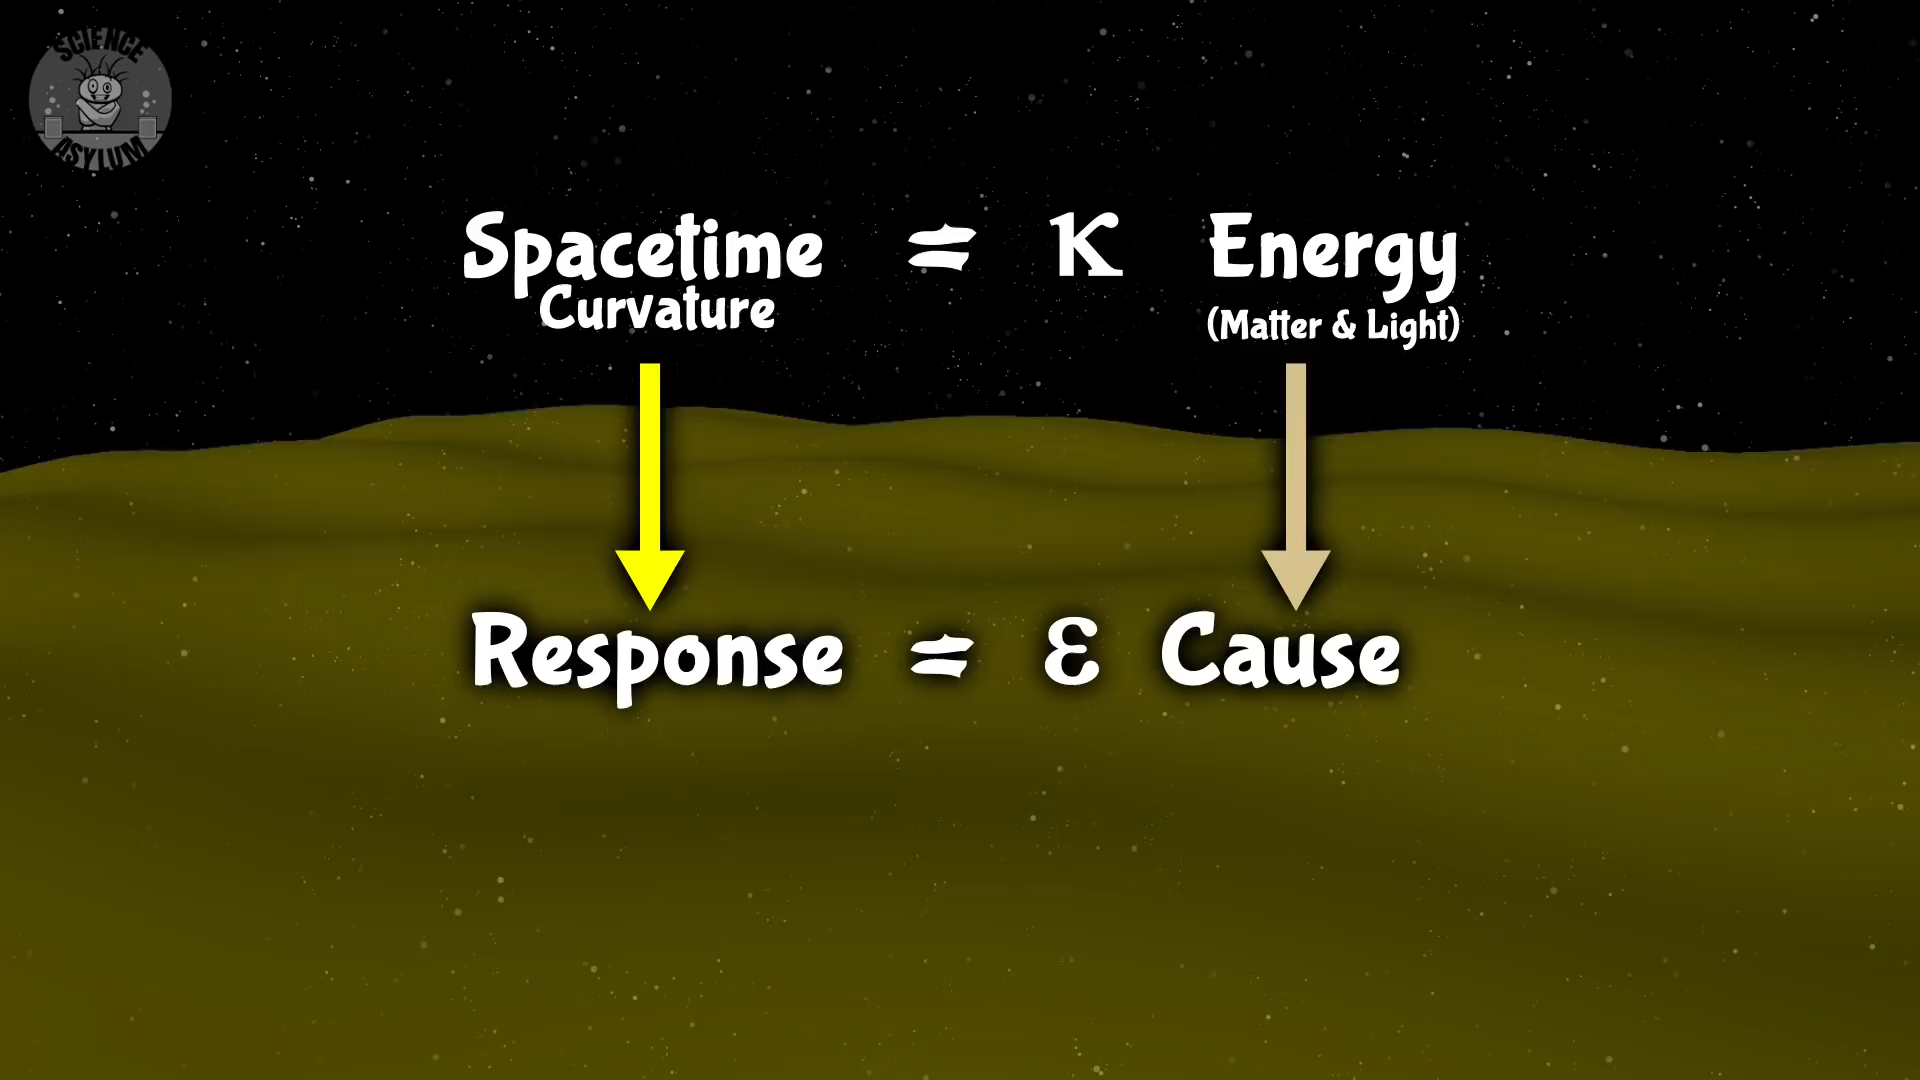 SCIENCE
ASYLUM
Spacetime = κ Energy
Curvature
(Matter & Light)
Response = ε Cause